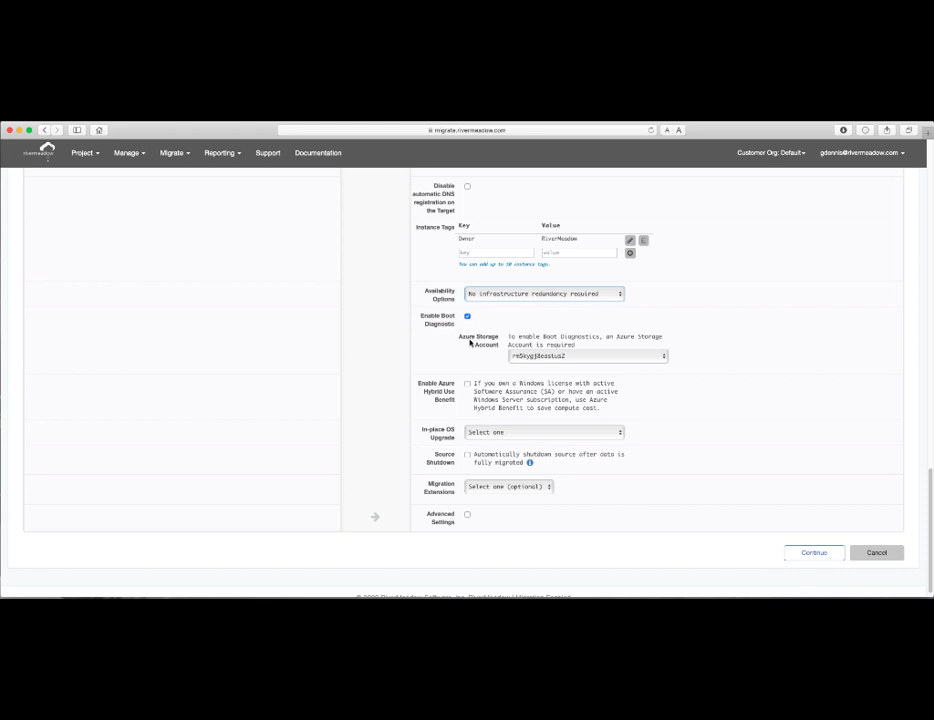 migrate.rivermeadow.com
A A
rivermeadow
Project Manage Migrate Reporting Support Documentation Customer Org: Default gdennis@rivermeadow.com
Disable
automatic DNS
registration on
the Target
Instance Tags Key Value
Owner RiverMeadow
key value
You can add up to 10 instance tags.
Availability
Options
No infrastructure redundancy required
Enable Boot
Diagnostic
Azure Storage
Account
To enable Boot Diagnostics, an Azure Storage
Account is required
Enable Azure
Hybrid Use
Benefit
If you own a Windows license with active
Software Assurance (SA) or have an active
Windows Server subscription, use Azure
Hybrid Benefit to save compute cost.
In-place OS
Upgrade
Select one
Source
Shutdown
Automatically shutdown source after data is
fully migrated
Migration
Extensions
Select one (optional)
Advanced
Settings
Continue Cancel